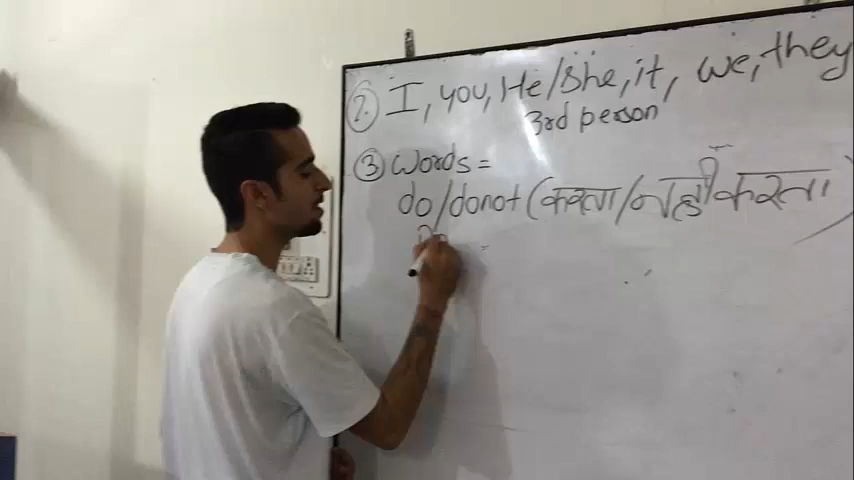 ② I, you, He/She, it, we, they
3rd person
③ Words=
do/donot (करता/नहीं करता)